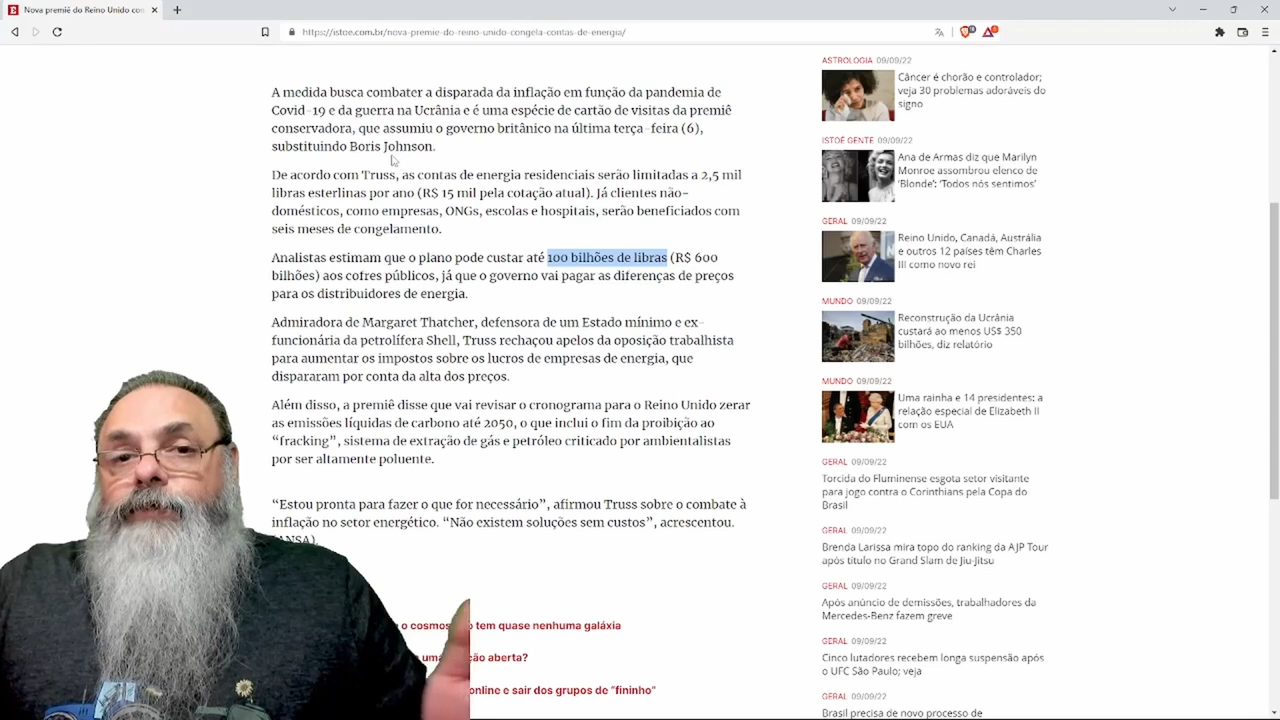 Nova premiê do Reino Unido con
https://istoe.com.br/nova-premie-do-reino-unido-congela-contas-de-energia/
A medida busca combater a disparada da inflação em função da pandemia de
Covid-19 e da guerra na Ucrânia e é uma espécie de cartão de visitas da premiê
conservadora, que assumiu o governo britânico na última terça-feira (6),
substituindo Boris Johnson.
De acordo com Truss, as contas de energia residenciais serão limitadas a 2,5 mil
libras esterlinas por ano (R$ 15 mil pela cotação atual). Já clientes não-
domésticos, como empresas, ONGs, escolas e hospitais, serão beneficiados com
seis meses de congelamento.
Analistas estimam que o plano pode custar até 100 bilhões de libras (R$ 600
bilhões) aos cofres públicos, já que o governo vai pagar as diferenças de preços
para os distribuidores de energia.
Admiradora de Margaret Thatcher, defensora de um Estado mínimo e ex-
funcionária da petrolífera Shell, Truss rechaçou apelos da oposição trabalhista
para aumentar os impostos sobre os lucros de empresas de energia, que
dispararam por conta da alta dos preços.
Além disso, a premiê disse que vai revisar o cronograma para o Reino Unido zerar
as emissões líquidas de carbono até 2050, o que inclui o fim da proibição ao
“fracking”, sistema de extração de gás e petróleo criticado por ambientalistas
por ser altamente poluente.
“Estou pronta para fazer o que for necessário”, afirmou Truss sobre o combate à
inflação no setor energético. “Não existem soluções sem custos”, acrescentou.
(ANSA).
o cosmos tem quase nenhuma galáxia
aberta?
online e sair dos grupos de "fininho"
ASTROLOGIA 09/09/22
Câncer é chorão e controlador;
veja 30 problemas adoráveis do
signo
ISTOÉ GENTE 09/09/22
Ana de Armas diz que Marilyn
Monroe assombrou elenco de
‘Blonde’: ‘Todos nós sentimos’
GERAL 09/09/22
Reino Unido, Canadá, Austrália
e outros 12 países têm Charles
III como novo rei
MUNDO 09/09/22
Reconstrução da Ucrânia
custará ao menos US$ 350
bilhões, diz relatório
MUNDO 09/09/22
Uma rainha e 14 presidentes: a
relação especial de Elizabeth II
com os EUA
GERAL 09/09/22
Torcida do Fluminense esgota setor visitante
para jogo contra o Corinthians pela Copa do
Brasil
GERAL 09/09/22
Brenda Larissa mira topo do ranking da AJP Tour
após título no Grand Slam de Jiu-Jitsu
GERAL 09/09/22
Após anúncio de demissões, trabalhadores da
Mercedes-Benz fazem greve
GERAL 09/09/22
Cinco lutadores recebem longa suspensão após
o UFC São Paulo; veja
GERAL 09/09/22
Brasil precisa de novo processo de